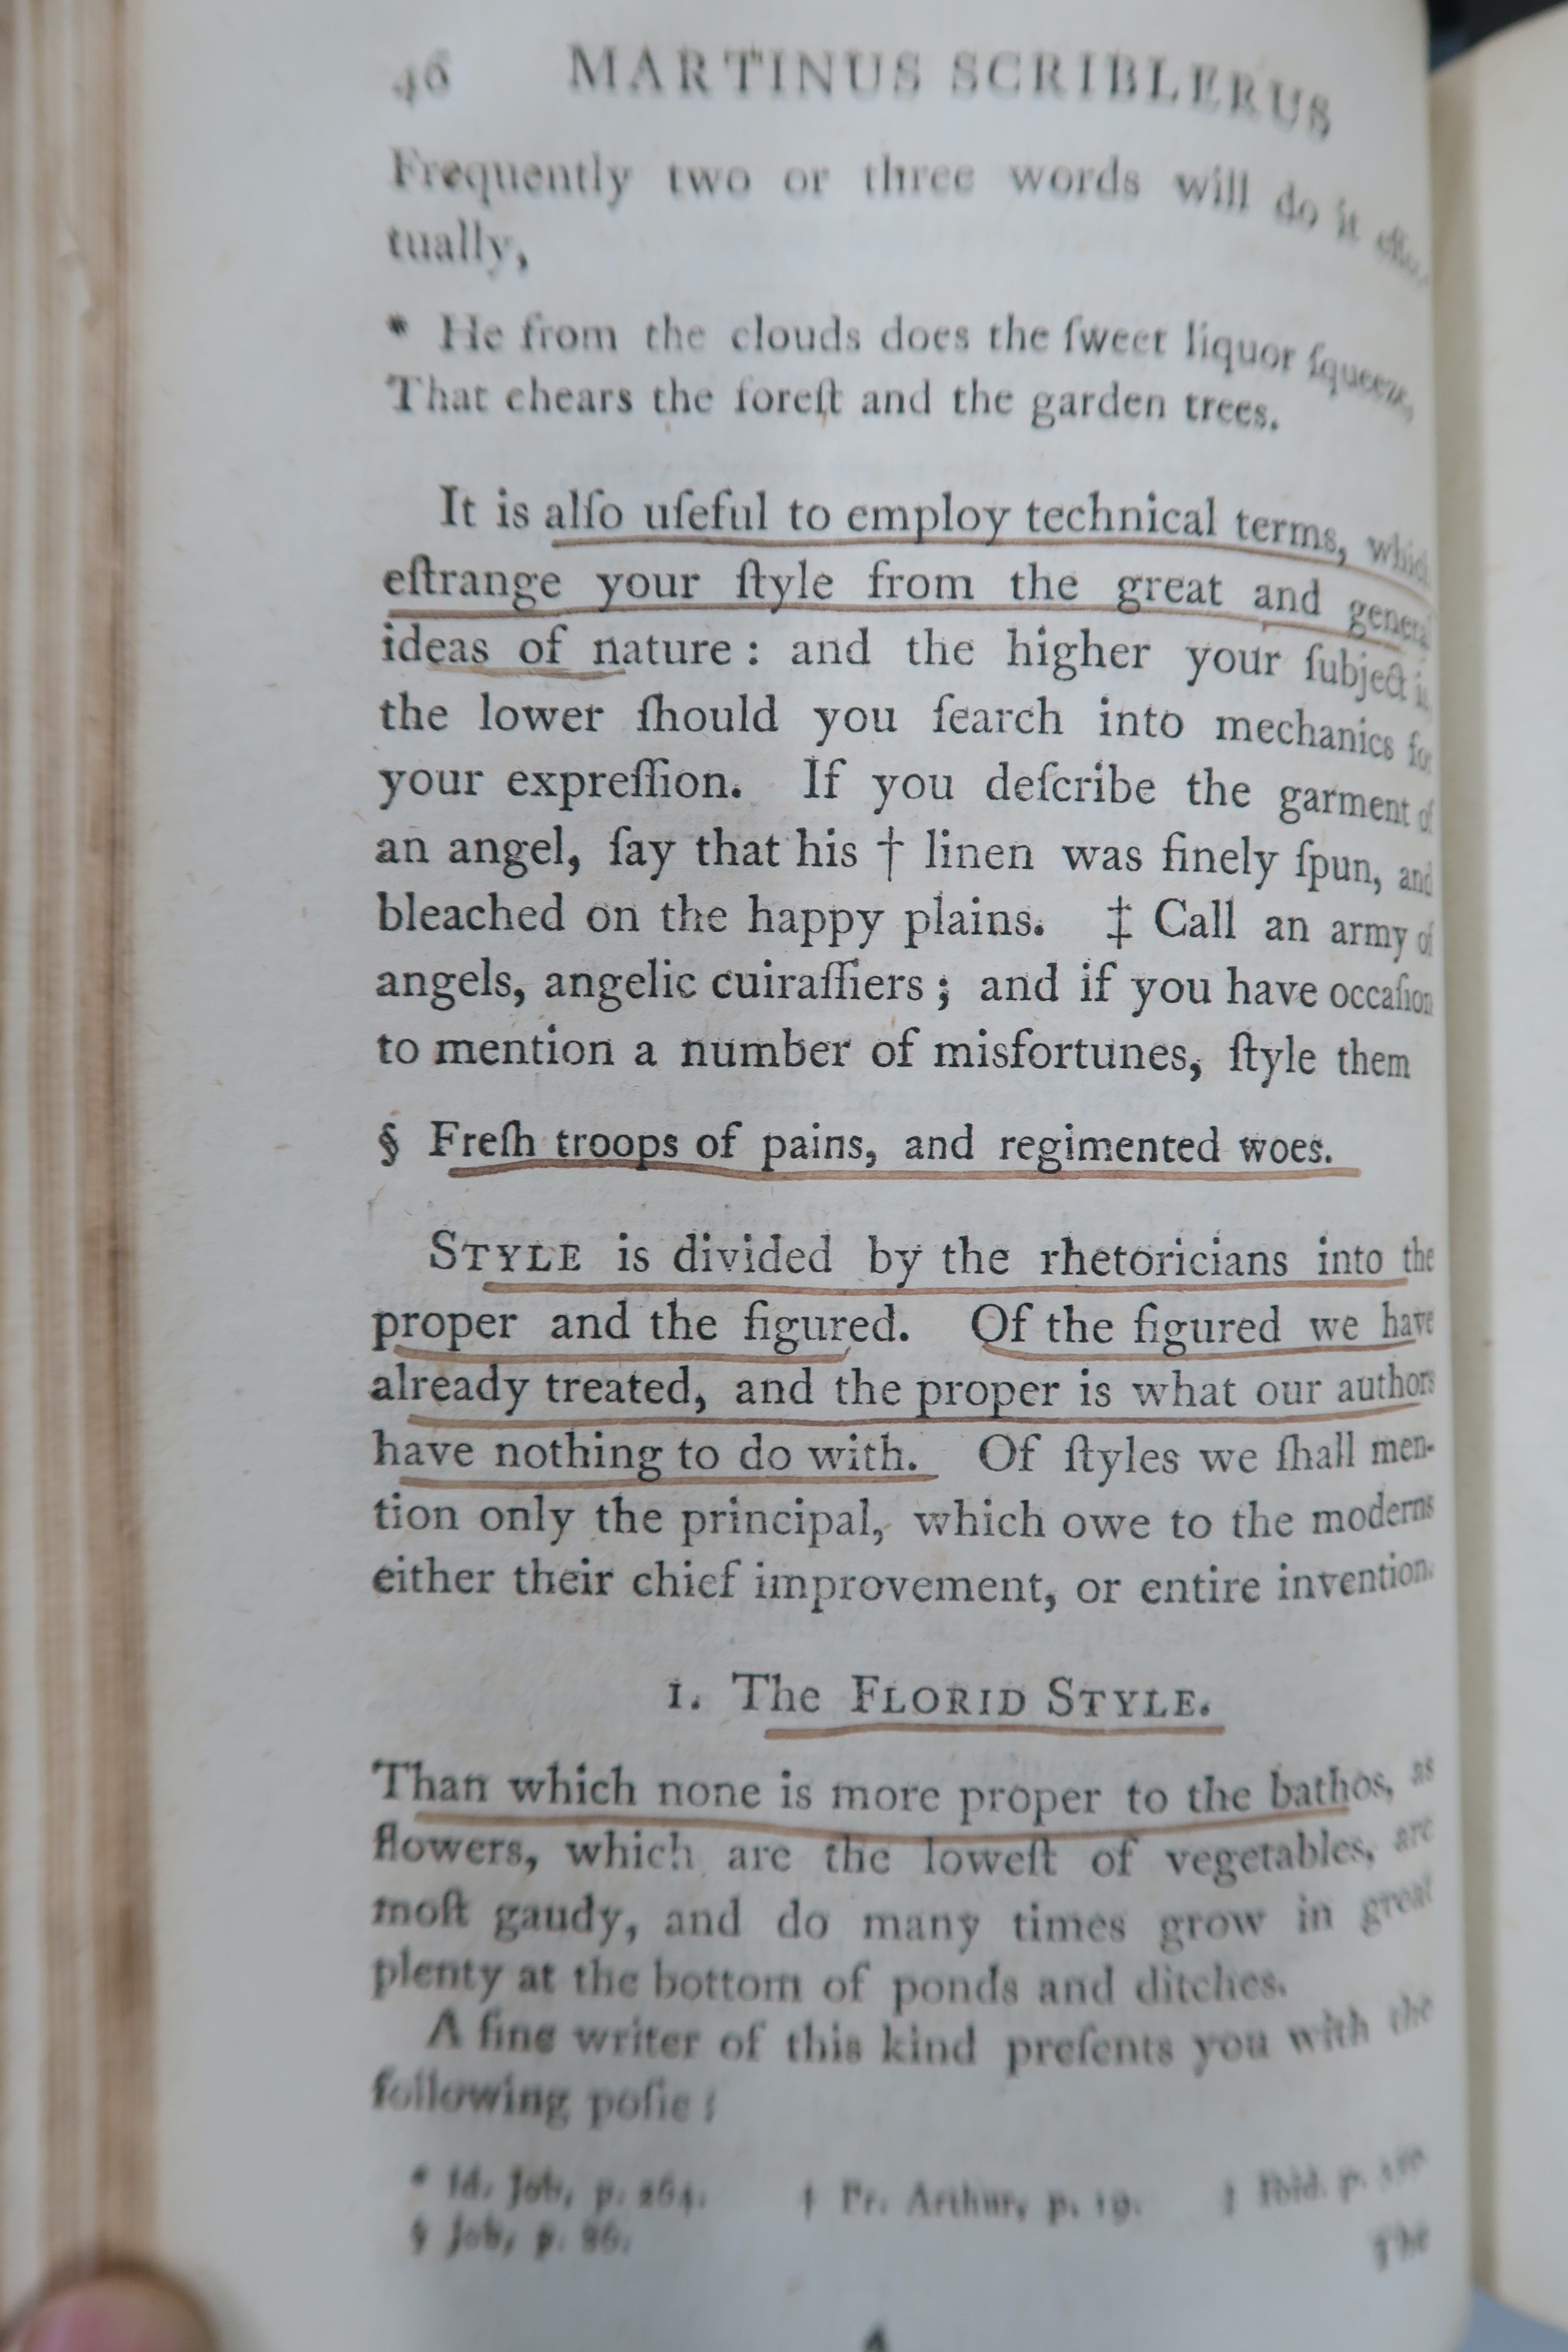 46 MARTINUS SCRIBLERUS
Frequently two or three words will do it
tually,
* He from the clouds does the ſweet liquor ſqueeze,
That chears the foreſt and the garden trees.
It is alſo uſeful to employ technical terms, which
eſtrange your ſtyle from the great and general
ideas of nature : and the higher your ſubject is,
the lower ſhould you ſearch into mechanics for
your expreſſion. If you deſcribe the garment of
an angel, ſay that his † linen was finely ſpun, and
bleached on the happy plains. ‡ Call an army of
angels, angelic cuiraſſiers ; and if you have occaſion
to mention a number of misfortunes, ſtyle them
§ Freſh troops of pains, and regimented woes.
STYLE is divided by the rhetoricians into the
proper and the figured. Of the figured we have
already treated, and the proper is what our authors
have nothing to do with. Of ſtyles we ſhall men-
tion only the principal, which owe to the moderns
either their chief improvement, or entire invention.
1. The FLORID STYLE.
Than which none is more proper to the bathos, as
flowers, which are the loweſt of vegetables, are
moſt gaudy, and do many times grow in great
plenty at the bottom of ponds and ditches.
A fine writer of this kind preſents you with the
following poſie :
* Id. Job, p. 264. † Pr. Arthur, p. 19. ‡ Ibid. p.
§ Job, p. 86.
The